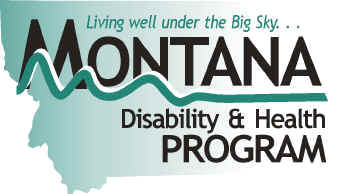 Living well under the Big Sky. . .
MONTANA
Disability & Health
PROGRAM